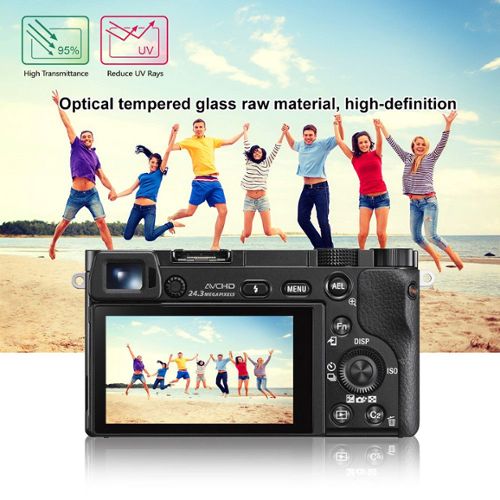 95%
UV
High Transmittance
Reduce UV Rays
Optical tempered glass raw material, high-definition
AVCHD
24.3 MEGAPIXELS
MENU
AEL
Fn
DISP
ISO
C2